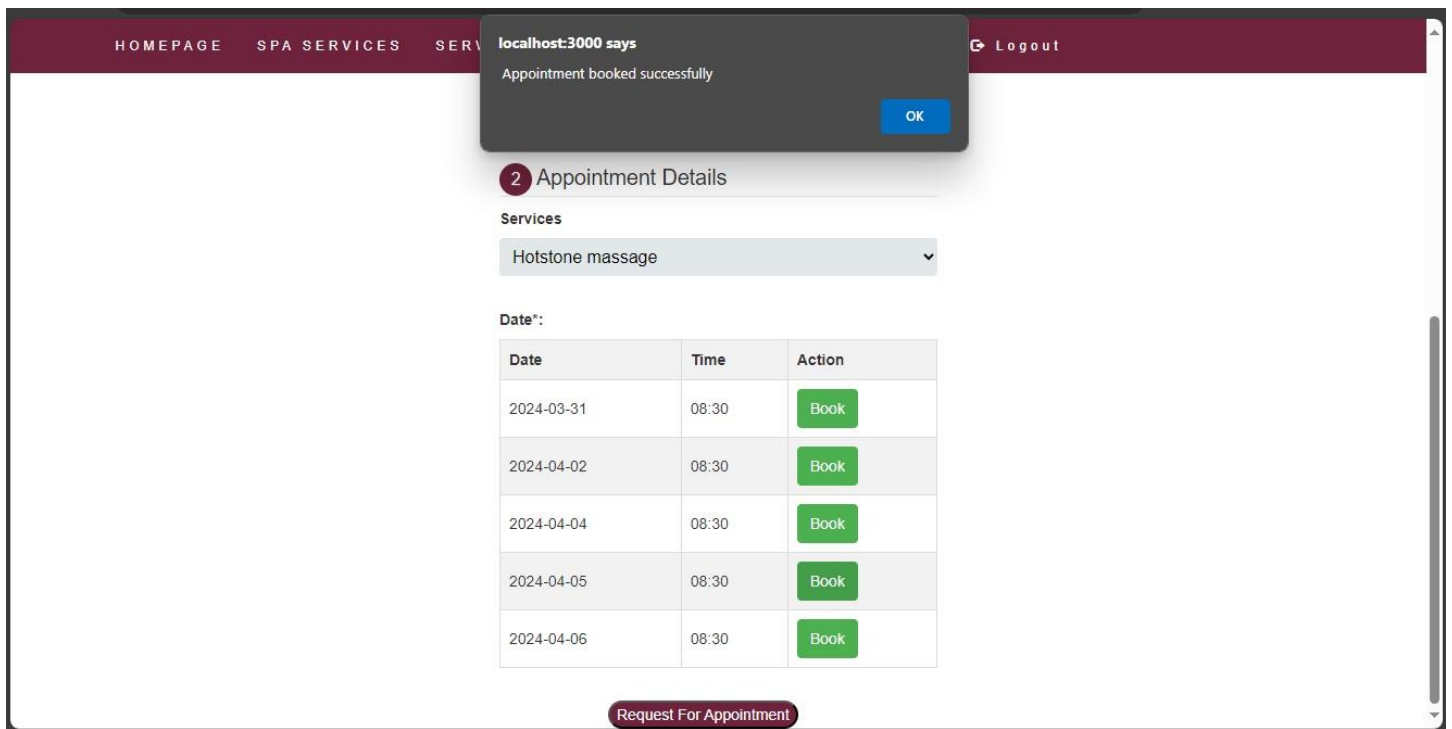 HOMEPAGE SPA SERVICES SERV Logout
localhost:3000 says
Appointment booked successfully
OK
2 Appointment Details
Services
Hotstone massage
Date*:
Date Time Action
2024-03-31 08:30 Book
2024-04-02 08:30 Book
2024-04-04 08:30 Book
2024-04-05 08:30 Book
2024-04-06 08:30 Book
Request For Appointment